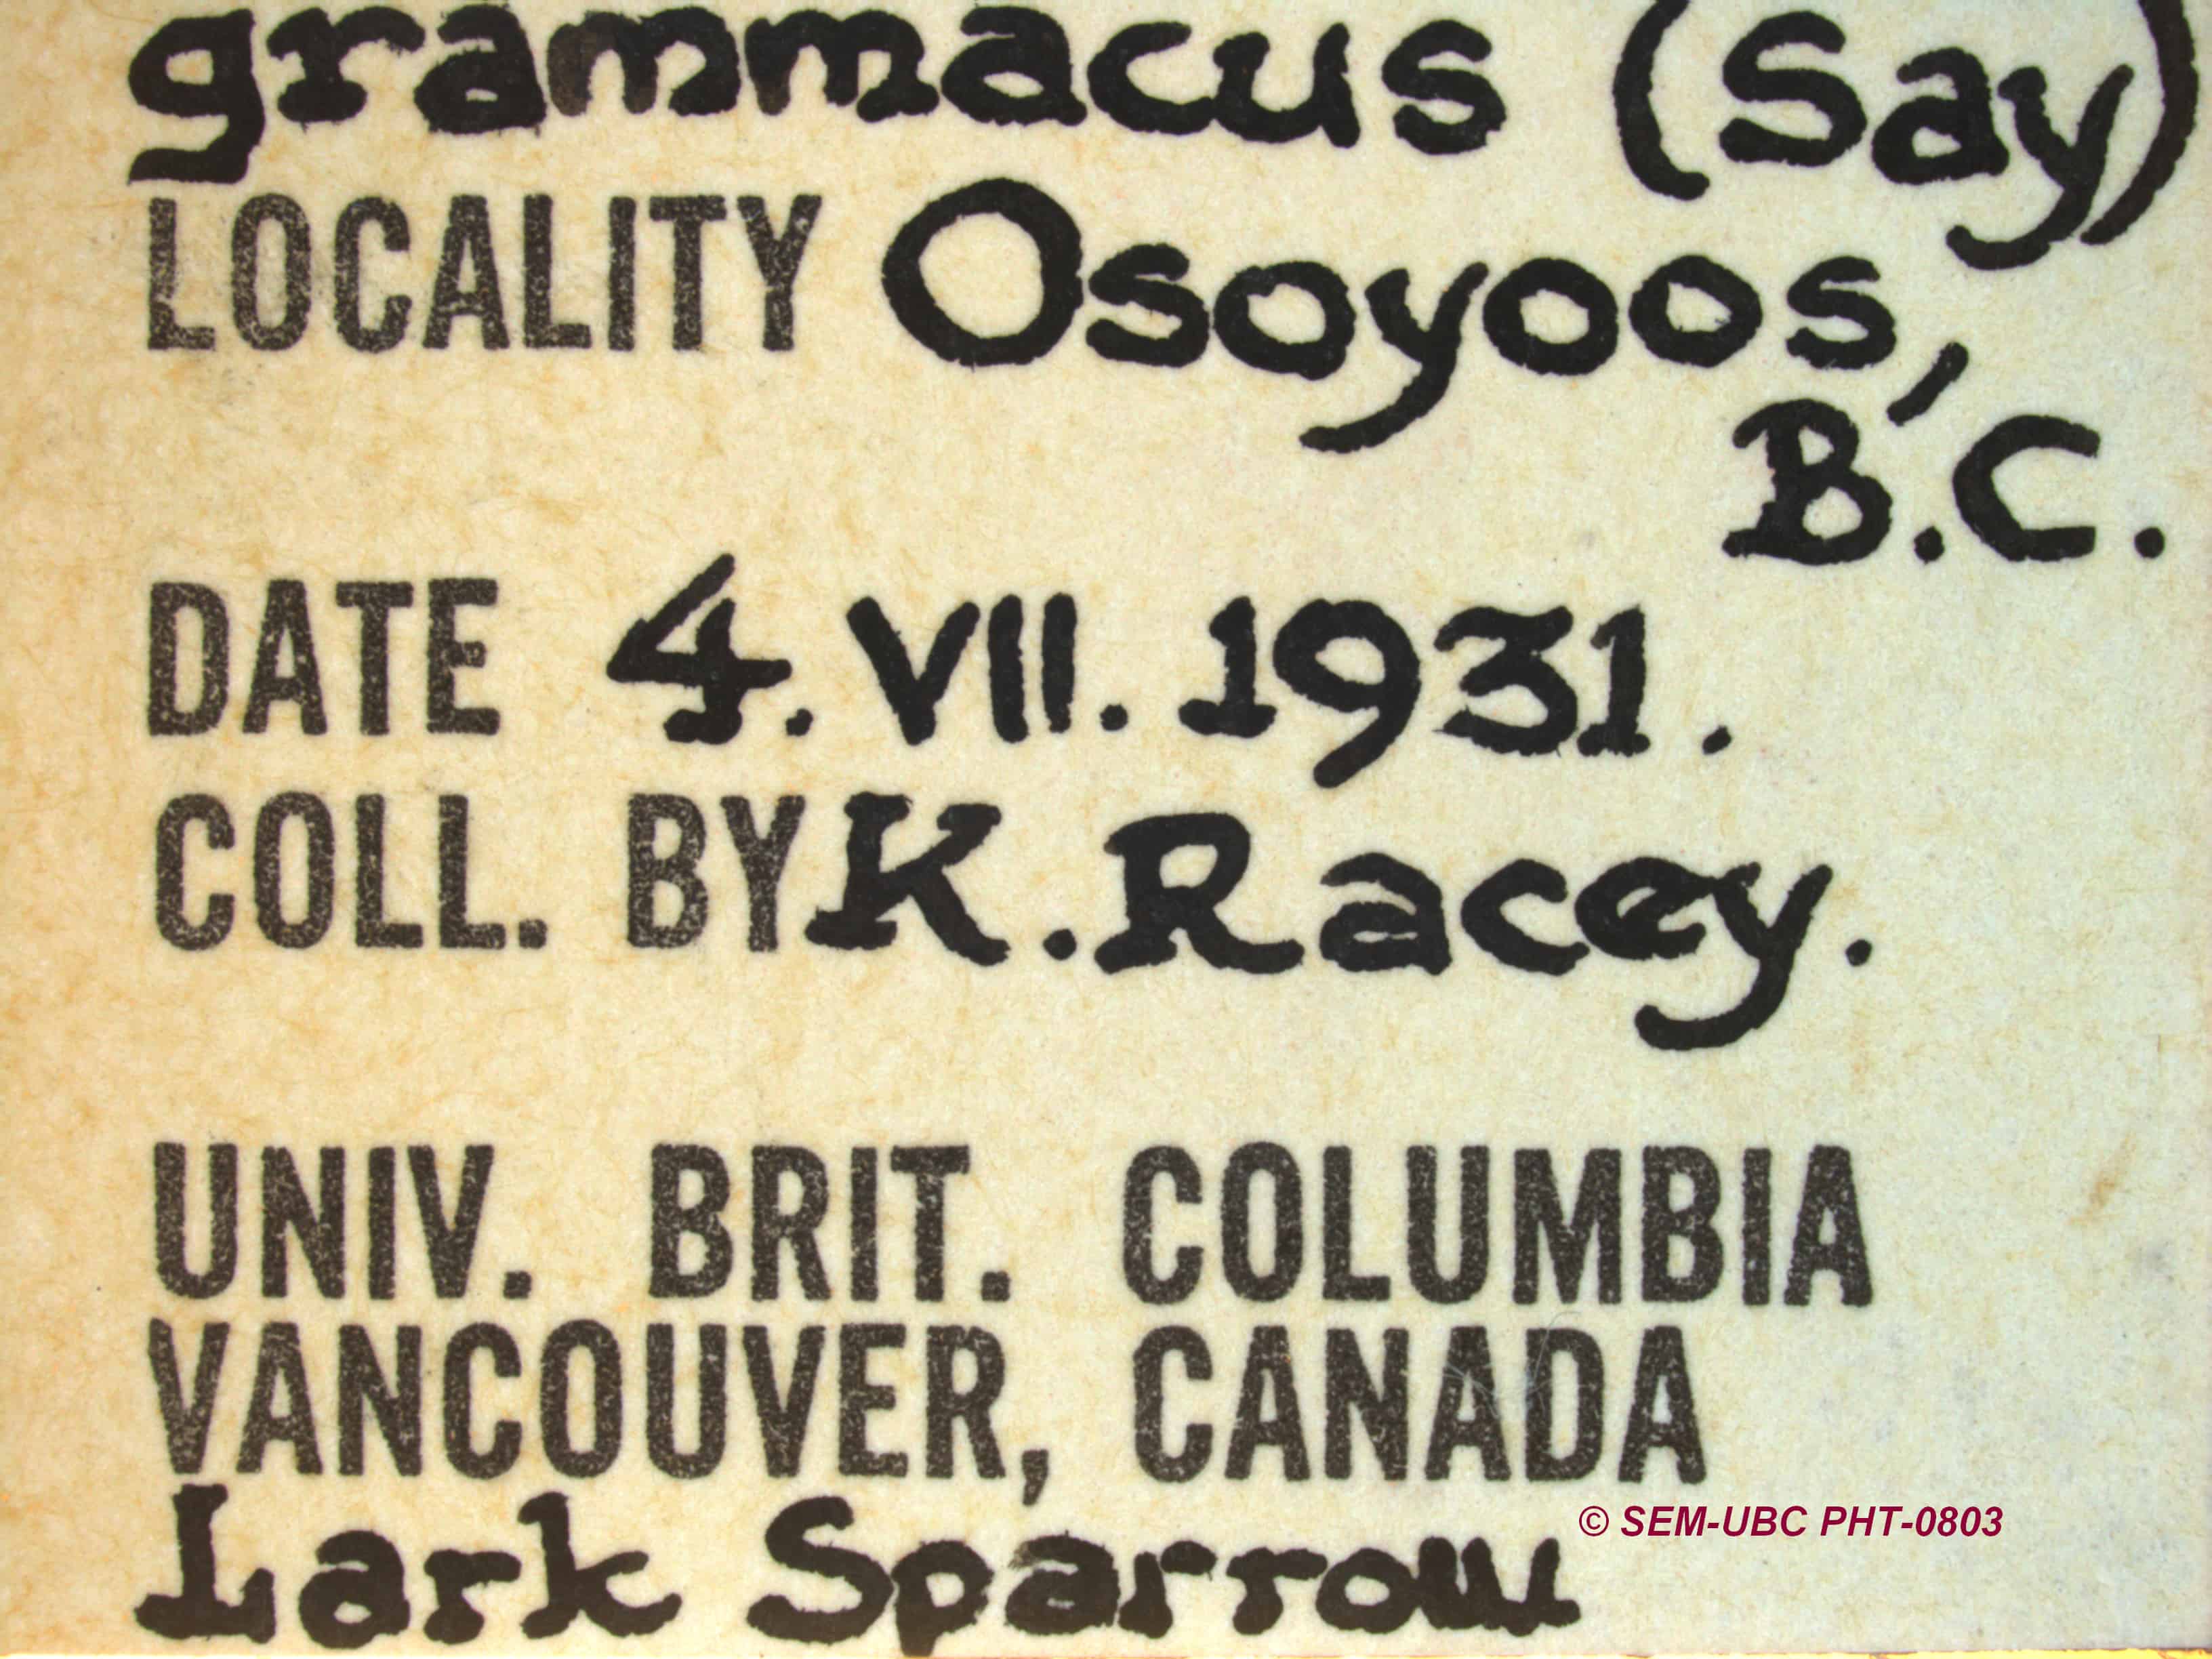 grammacus (Say)
LOCALITY Osoyoos,
B.C.
DATE 4. VII. 1931.
COLL. BY K. Racey.
UNIV. BRIT. COLUMBIA
VANCOUVER, CANADA
© SEM-UBC PHT-0803
Lark Sparrow